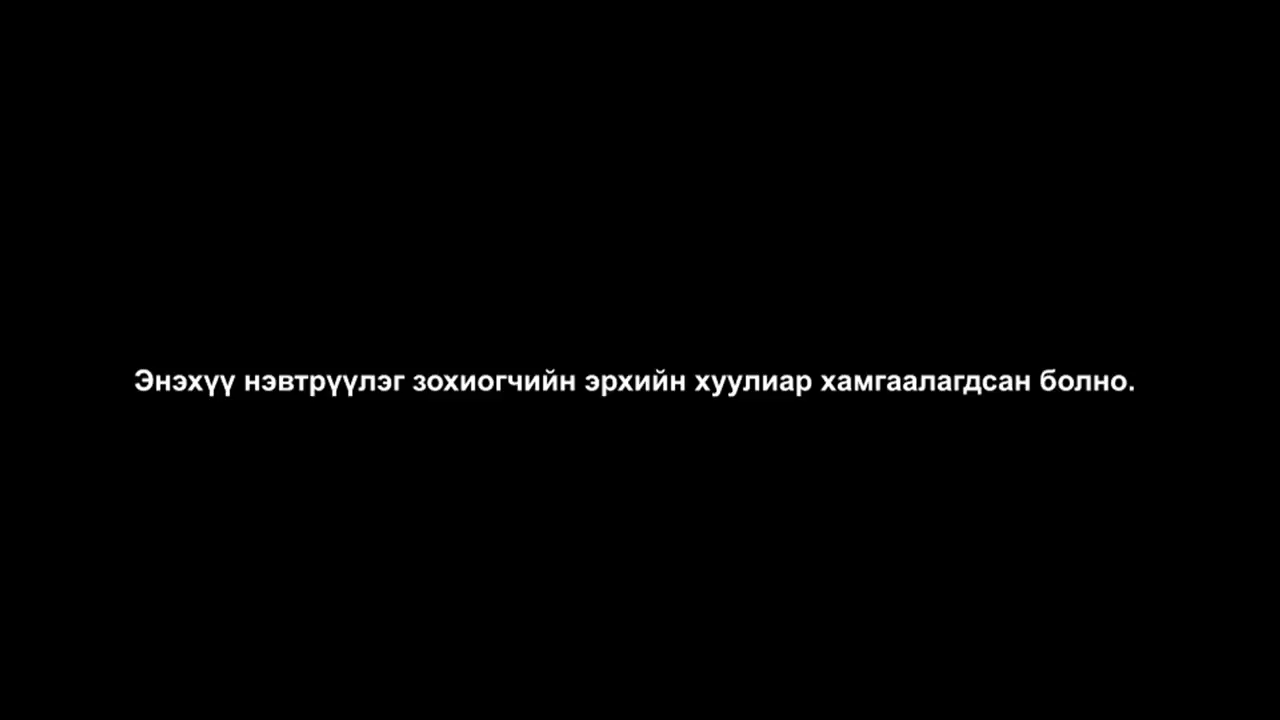 Энэхүү нэвтрүүлэг зохиогчийн эрхийн хуулиар хамгаалагдсан болно.